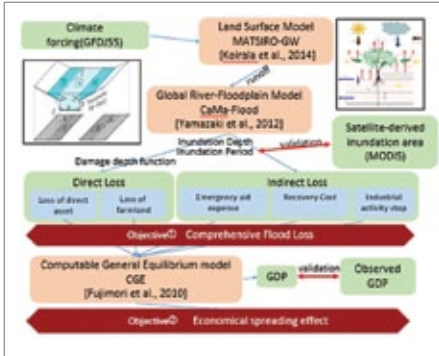 Climate
forcing(GFDJ55)
Land Surface Model
MATSIRO-GW
[Koirala et al., 2014]
runoff
Global River-Floodplain Model
CaMa-Flood
[Yamazaki et al., 2012]
Inundation Depth
Inundation Period
validation
Satellite-derived
inundation area
(MODIS)
Damage depth function
Direct Loss
Loss of direct
asset
Loss of
farmland
Indirect Loss
Emergency aid
expense
Recovery Cost
Industrial
activity stop
Objective① Comprehensive Flood Loss
Computable General Equilibrium model
CGE
[Fujimori et al., 2010]
GDP
validation
Observed
GDP
Objective② Economical spreading effect